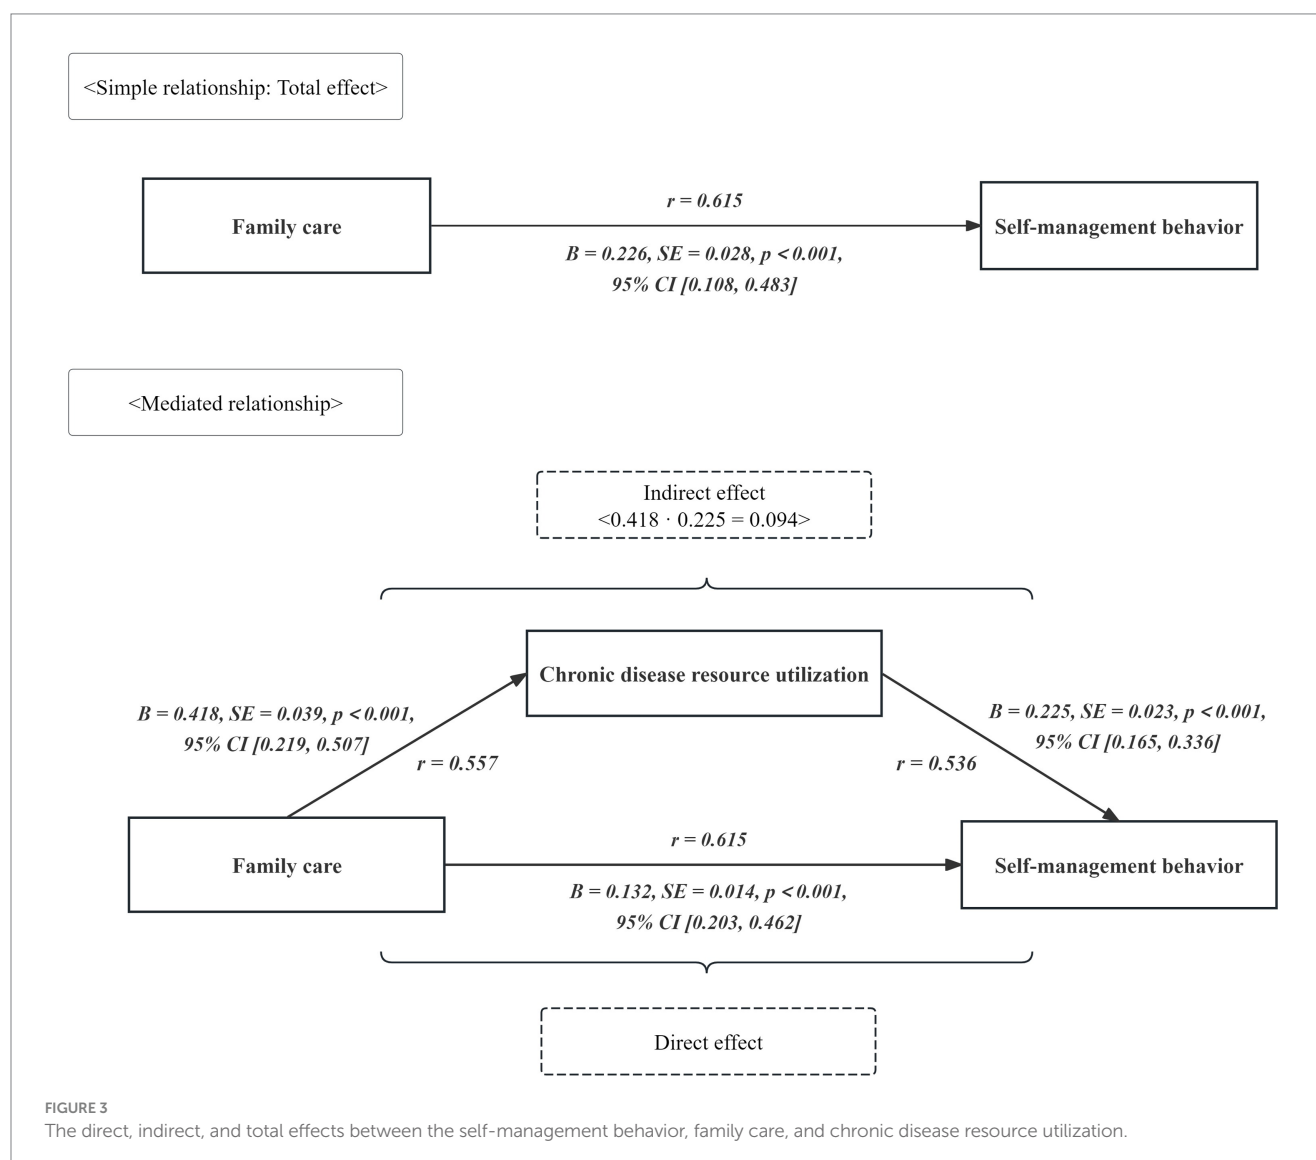 <Simple relationship: Total effect>
r = 0.615
Family care
Self-management behavior
B = 0.226, SE = 0.028, p < 0.001,
95% CI [0.108, 0.483]
<Mediated relationship>
Indirect effect
<0.418 · 0.225 = 0.094>
Chronic disease resource utilization
B = 0.418, SE = 0.039, p < 0.001,
95% CI [0.219, 0.507]
r = 0.557
B = 0.225, SE = 0.023, p < 0.001,
95% CI [0.165, 0.336]
r = 0.536
r = 0.615
Family care
Self-management behavior
B = 0.132, SE = 0.014, p < 0.001,
95% CI [0.203, 0.462]
Direct effect
FIGURE 3
The direct, indirect, and total effects between the self-management behavior, family care, and chronic disease resource utilization.